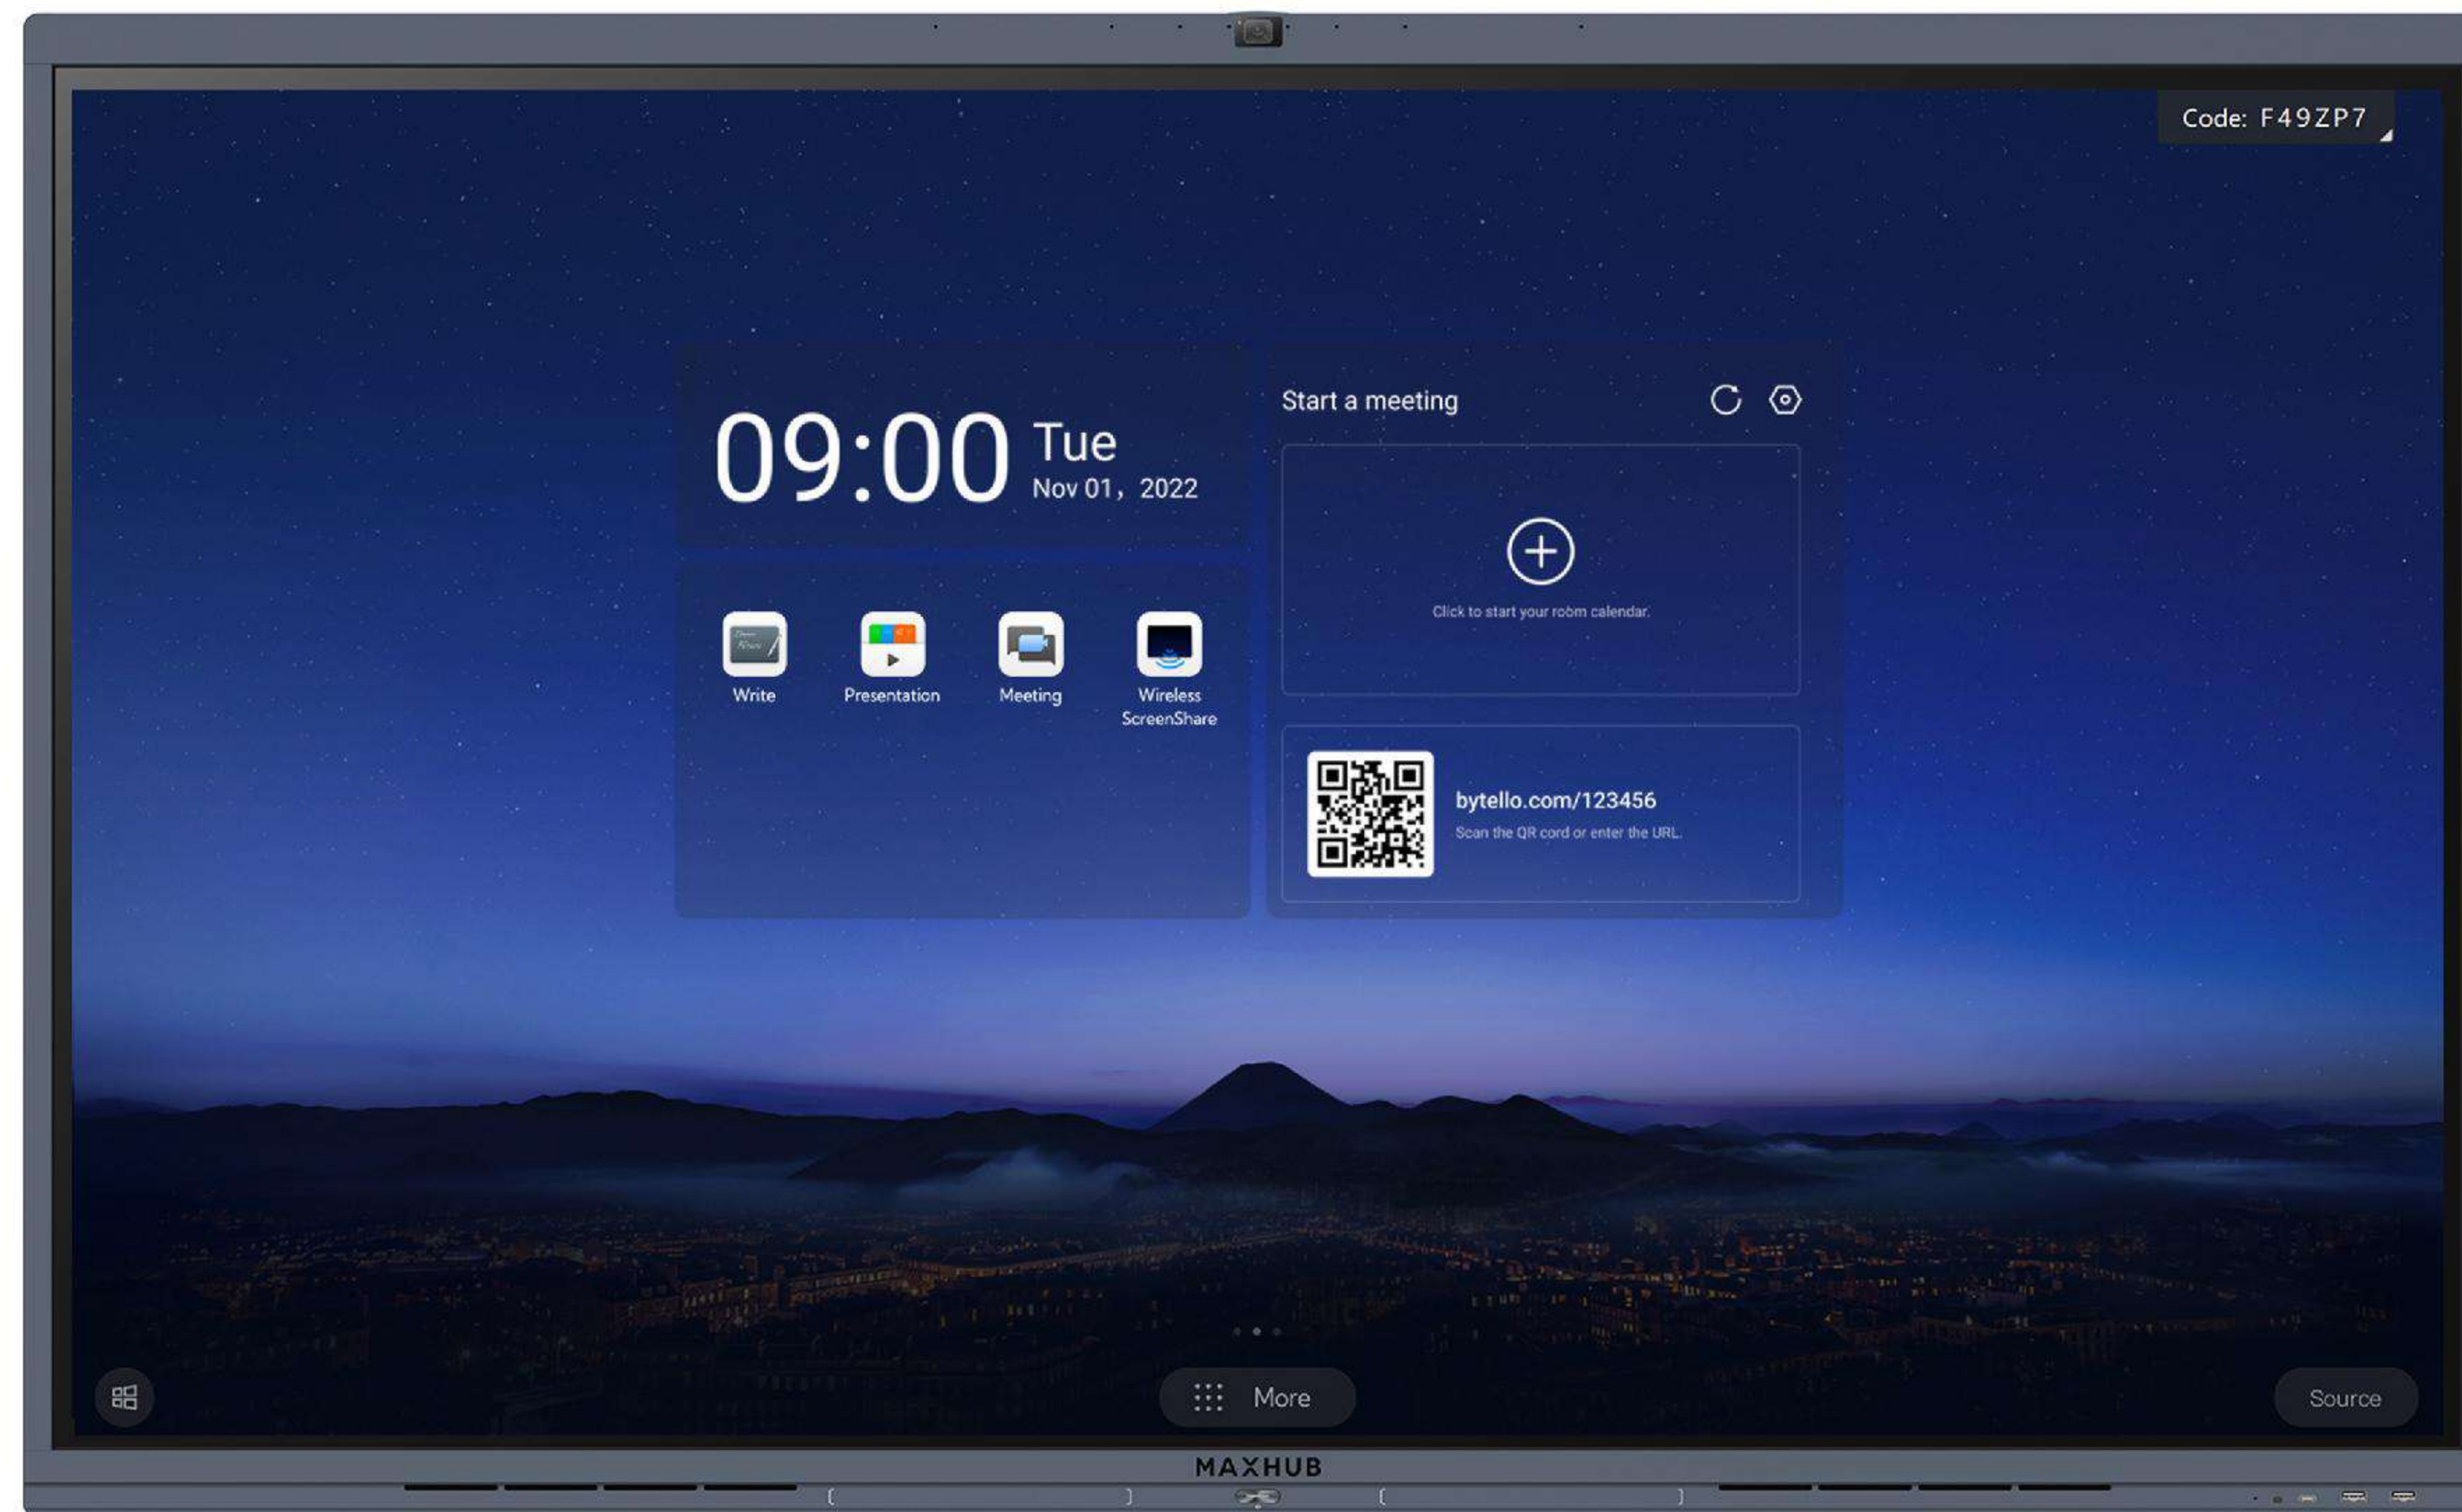 Code: F49ZP7
09:00
Tue
Nov 01, 2022
Start a meeting
Click to start your room calendar.
Write
Presentation
Meeting
Wireless
ScreenShare
bytello.com/123456
Scan the QR cord or enter the URL.
More
Source
MAXHUB